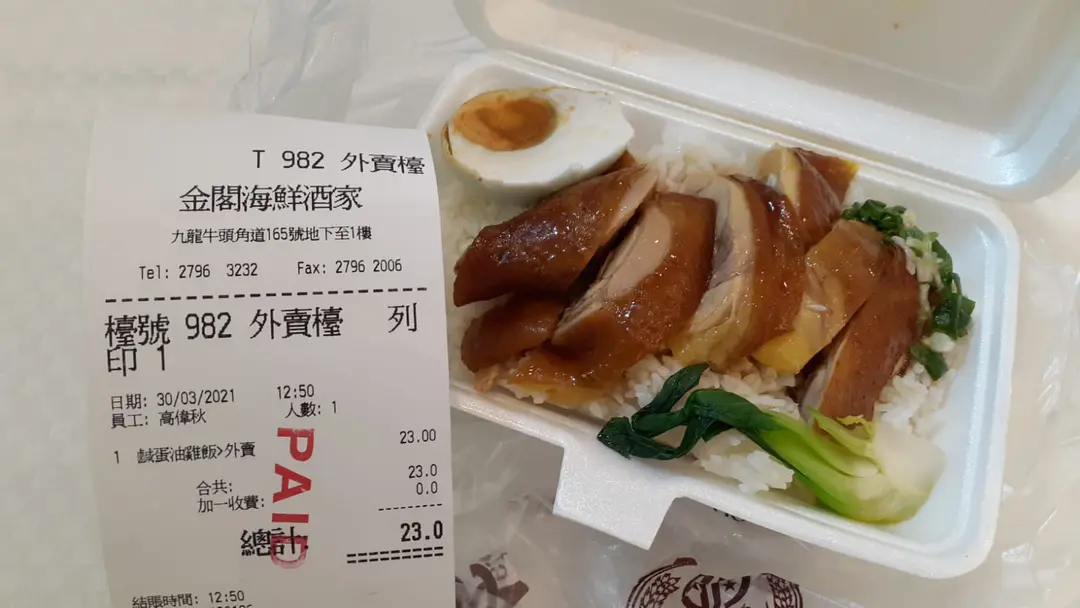 T 982 外賣檯
金閣海鮮酒家
九龍牛頭角道165號地下至1樓
Tel: 2796 3232 Fax: 2796 2006
檯號 982 外賣檯 列
印 1
日期: 30/03/2021 12:50
員工: 高偉秋 人數: 1
1 鹹蛋油雞飯>外賣 23.00
合共: 23.0
加一收費: 0.0
總計: 23.0
PAID
結賬時間: 12:50